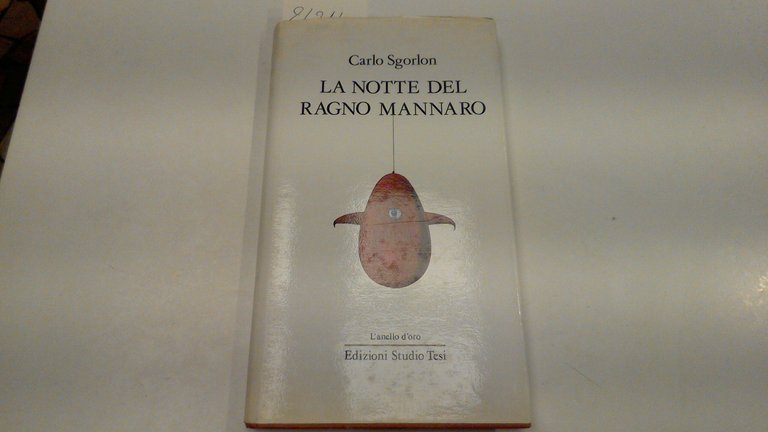 Carlo Sgorlon
LA NOTTE DEL
RAGNO MANNARO
L'anello d'oro
Edizioni Studio Tesi